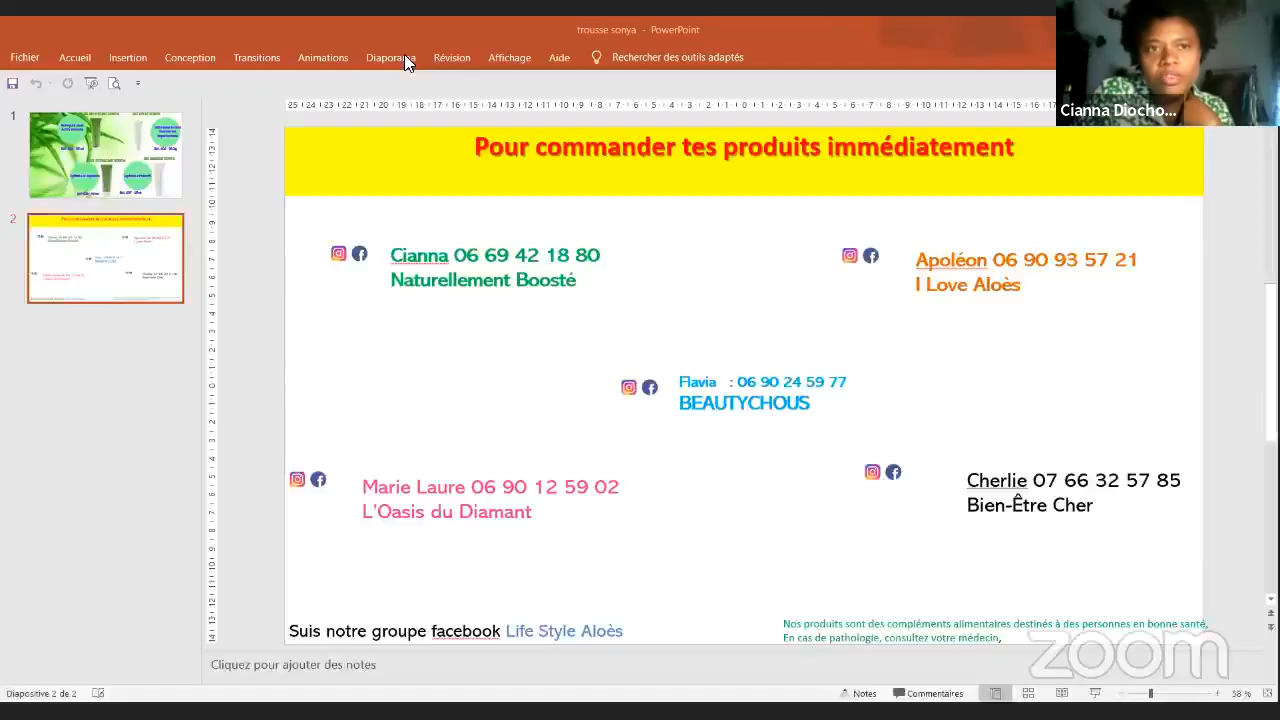 trousse sonya - PowerPoint
Fichier Accueil Insertion Conception Transitions Animations Diaporama Révision Affichage Aide Rechercher des outils adaptés
Cianna Diocho...
1
2
Pour commander tes produits immédiatement
Cianna 06 69 42 18 80
Naturellement Boosté
Apoléon 06 90 93 57 21
I Love Aloès
Flavia : 06 90 24 59 77
BEAUTYCHOUS
Marie Laure 06 90 12 59 02
L'Oasis du Diamant
Cherlie 07 66 32 57 85
Bien-Être Cher
Suis notre groupe facebook Life Style Aloès
Nos produits sont des compléments alimentaires destinés à des personnes en bonne santé,
En cas de pathologie, consultez votre médecin,
zoom
Cliquez pour ajouter des notes
Diapositive 2 de 2 Notes Commentaires 58 %